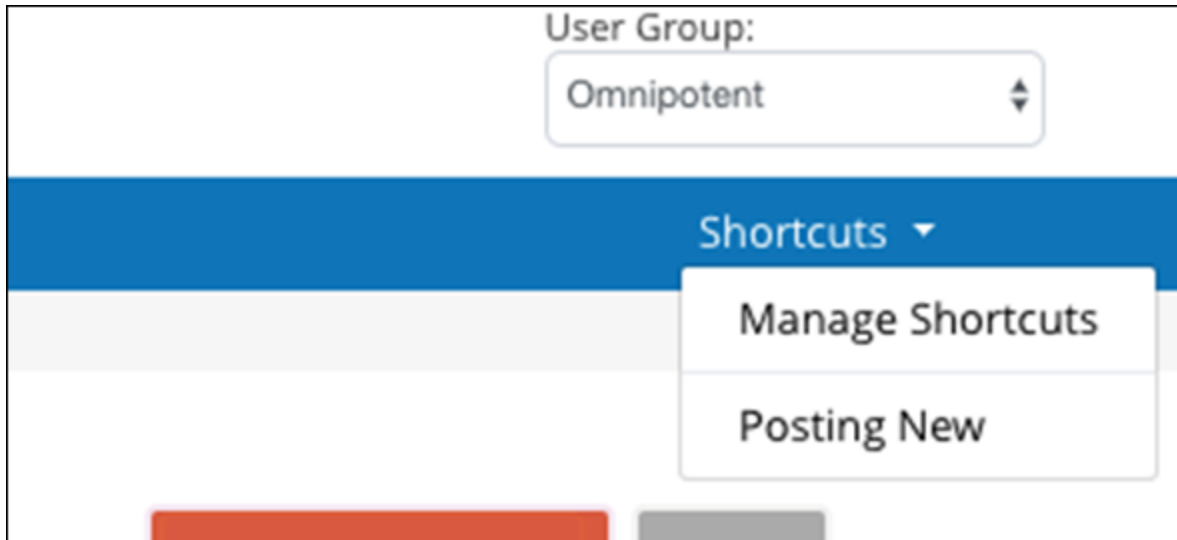 User Group:
Omnipotent
Shortcuts
Manage Shortcuts
Posting New